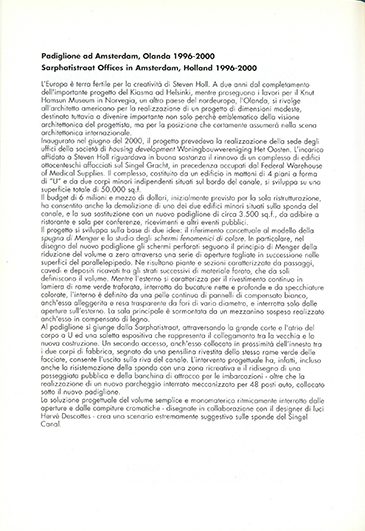 Padiglione ad Amsterdam, Olanda 1996-2000
Sarphatistraat Offices in Amsterdam, Holland 1996-2000
L'Europa è terra fertile per la creatività di Steven Holl. A due anni dal completamento
dell'importante progetto del Kiasma ad Helsinki, mentre proseguono i lavori per il Knut
Hamsun Museum in Norvegia, un altro paese del nordeuropa, l'Olanda, si rivolge
all'architetto americano per la realizzazione di un progetto di dimensioni modeste,
destinato tuttavia a divenire importante non solo perché emblematico della visione
architettonica del progettista, ma per la posizione che certamente assumerà nella scena
architettonica internazionale.
Inaugurato nel giugno del 2000, il progetto prevedeva la realizzazione della sede degli
uffici della società di housing development Woningbouwvereniging Het Oosten. L'incarico
affidato a Steven Holl riguardava in buona sostanza il rinnovo di un complesso di edifici
ottocenteschi affacciati sul Singel Gracht, in precedenza occupati dal Federal Warehouse
of Medical Supplies. Il complesso, costituito da un edificio in mattoni di 4 piani a forma
di "U" e da due corpi minori indipendenti situati sul bordo del canale, si sviluppa su una
superficie totale di 50.000 sq.f.
Il budget di 6 milioni e mezzo di dollari, inizialmente previsto per la sola ristrutturazione,
ha consentito anche la demolizione di uno dei due edifici minori situati sulla sponda del
canale, e la sua sostituzione con un nuovo padiglione di circa 3.500 sq.f., da adibire a
ristorante e sala per conferenze, ricevimenti e altri eventi pubblici.
Il progetto si sviluppa sulla base di due idee: il riferimento concettuale al modello della
spugna di Menger e lo studio degli schermi fenomenici di colore. In particolare, nel
disegno del nuovo padiglione gli schermi perforati seguono il principio di Menger della
riduzione del volume a zero attraverso una serie di aperture tagliate in successione nelle
superfici del parallelepipedo. Ne risultano piante e sezioni caratterizzate da passaggi,
cavedi e depositi ricavati tra gli strati successivi di materiale forato, che da soli
definiscono il volume. Mentre l'esterno è caratterizzato per il rivestimento continuo in
lamiera di rame verde traforata, interrotto da bucature nette e profonde e da specchiature
colorate, l'interno è definito da una pelle continua di pannelli di compensato bianco,
anch'essa alleggerita e resa trasparente da fori di vario diametro, e interrotta solo delle
aperture sull'esterno. La sala principale è sormontata da un mezzanino sospeso realizzato
anch'esso in compensato di legno.
Al padiglione si giunge dalla Sarphatistraat, attraversando la grande corte e l'atrio del
corpo a U ed una saletta espositiva che rappresenta il collegamento tra la vecchia e la
nuova costruzione. Un secondo accesso, anch'esso collocato in prossimità dell'innesto tra
i due corpi di fabbrica, segnato da una pensilina rivestita dello stesso rame verde delle
facciate, consente l'uscita sulla riva del canale. L'intervento progettuale ha, infatti, incluso
anche la risistemazione della sponda con una zona ricreativa e il ridisegno di una
passeggiata pubblica e della banchina di attracco per le imbarcazioni - oltre che la
realizzazione di un nuovo parcheggio interrato meccanizzato per 48 posti auto, collocato
sotto il nuovo padiglione.
La soluzione progettuale del volume semplice e monomaterico ritmicamente interrotto dalle
aperture e dalle campiture cromatiche - disegnate in collaborazione con il designer di luci
Hervé Descottes - crea uno scenario estremamente suggestivo sulle sponde del Singel
Canal.